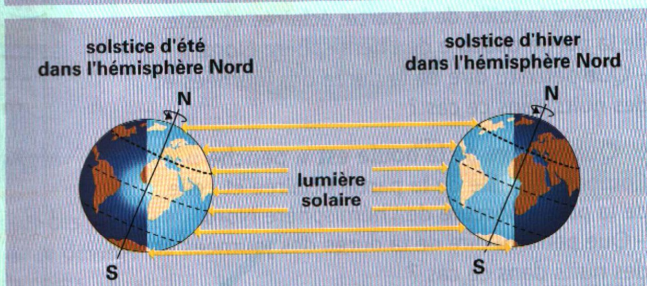 solstice d'été
dans l'hémisphère Nord
solstice d'hiver
dans l'hémisphère Nord
N
N
lumière
solaire
S
S